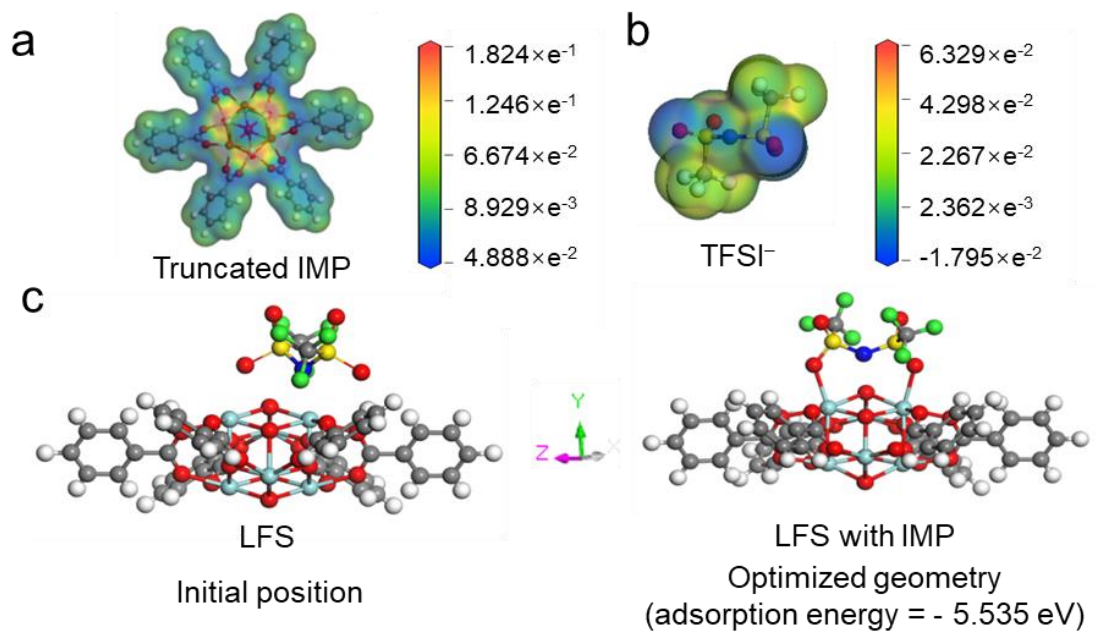 a
1.824×e⁻¹
1.246×e⁻¹
6.674×e⁻²
8.929×e⁻³
4.888×e⁻²
Truncated IMP
b
6.329×e⁻²
4.298×e⁻²
2.267×e⁻²
2.362×e⁻³
-1.795×e⁻²
TFSI⁻
c
LFS
Initial position
Y
Z
X
LFS with IMP
Optimized geometry
(adsorption energy = - 5.535 eV)